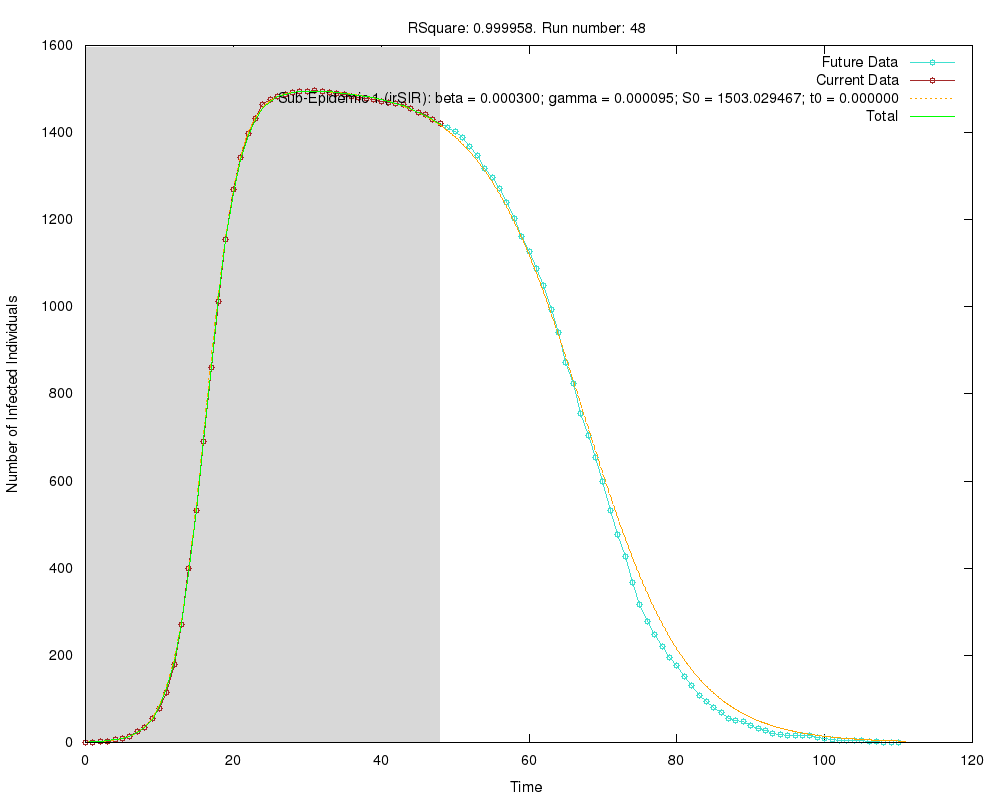 RSquare: 0.999958. Run number: 48
1600
1400
1200
1000
800
600
400
200
0
Number of Infected Individuals
Future Data
Current Data
Sub-Epidemic 1 (irSIR): beta = 0.000300; gamma = 0.000095; S0 = 1503.029467; t0 = 0.000000
Total
0 20 40 60 80 100 120
Time